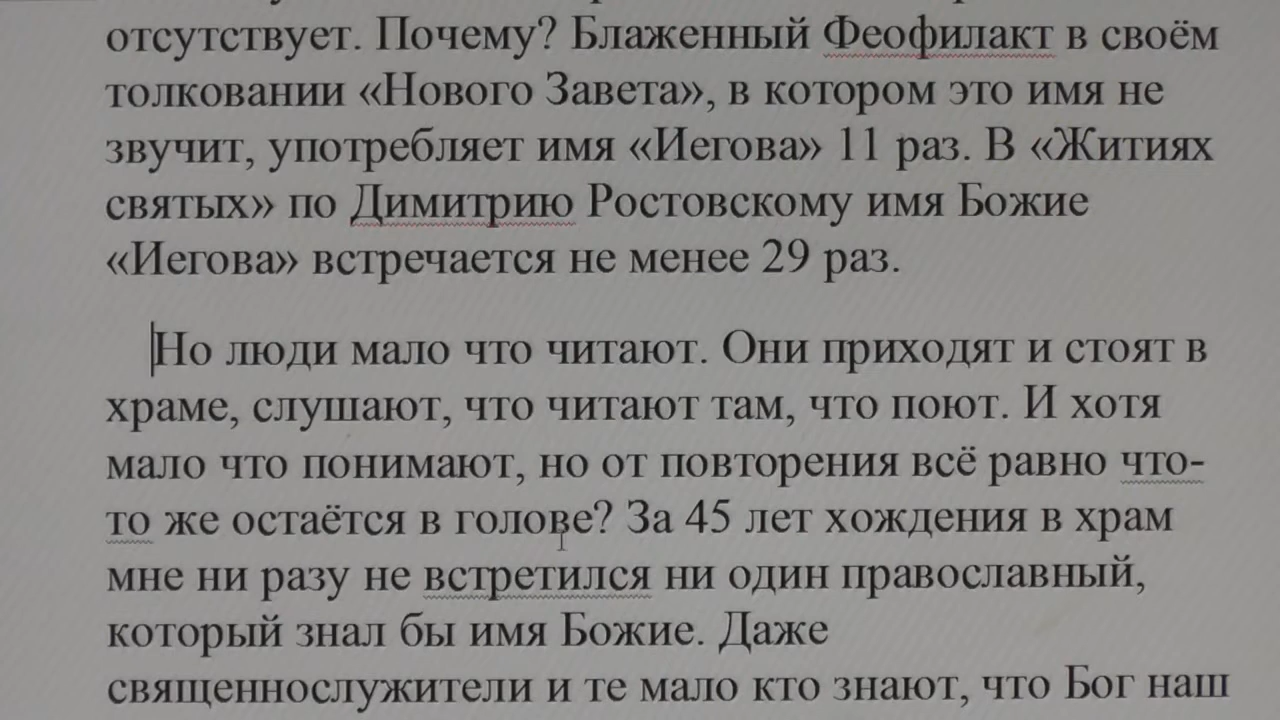 отсутствует. Почему? Блаженный Феофилакт в своём
толковании «Нового Завета», в котором это имя не
звучит, употребляет имя «Иегова» 11 раз. В «Житиях
святых» по Димитрию Ростовскому имя Божие
«Иегова» встречается не менее 29 раз.
Но люди мало что читают. Они приходят и стоят в
храме, слушают, что читают там, что поют. И хотя
мало что понимают, но от повторения всё равно что-
то же остаётся в голове? За 45 лет хождения в храм
мне ни разу не встретился ни один православный,
который знал бы имя Божие. Даже
священнослужители и те мало кто знают, что Бог наш